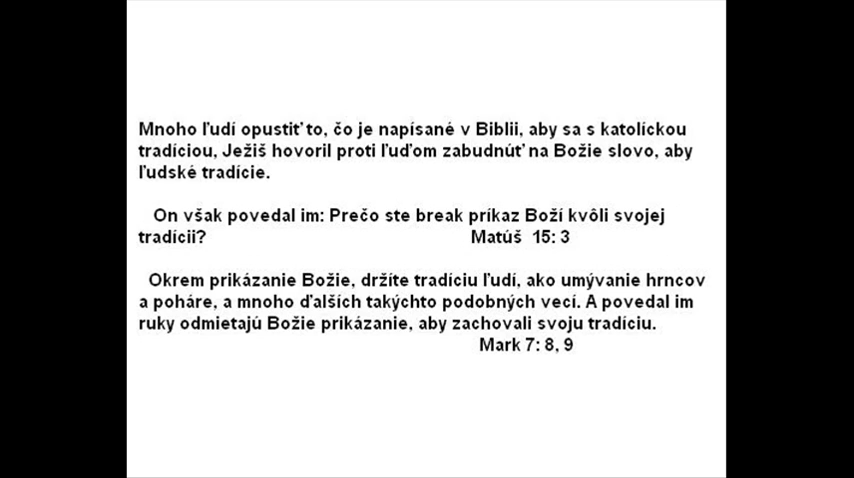 Mnoho ľudí opustiť to, čo je napísané v Biblii, aby sa s katolíckou
tradíciou, Ježiš hovoril proti ľuďom zabudnúť na Božie slovo, aby
ľudské tradície.
On však povedal im: Prečo ste break príkaz Boží kvôli svojej
tradícii? Matúš 15: 3
Okrem prikázanie Božie, držíte tradíciu ľudí, ako umývanie hrncov
a poháre, a mnoho ďalších takýchto podobných vecí. A povedal im
ruky odmietajú Božie prikázanie, aby zachovali svoju tradíciu.
Mark 7: 8, 9